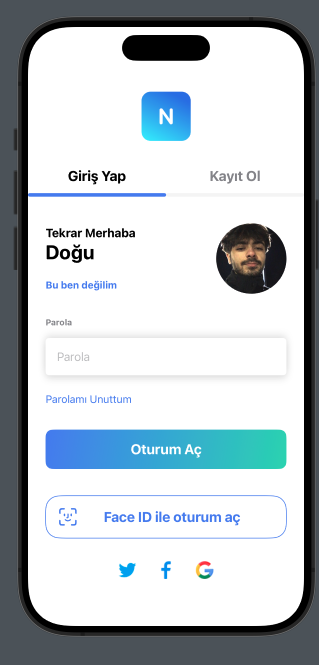 N
Giriş Yap
Kayıt Ol
Tekrar Merhaba
Doğu
Bu ben değilim
Parola
Parola
Parolamı Unuttum
Oturum Aç
Face ID ile oturum aç